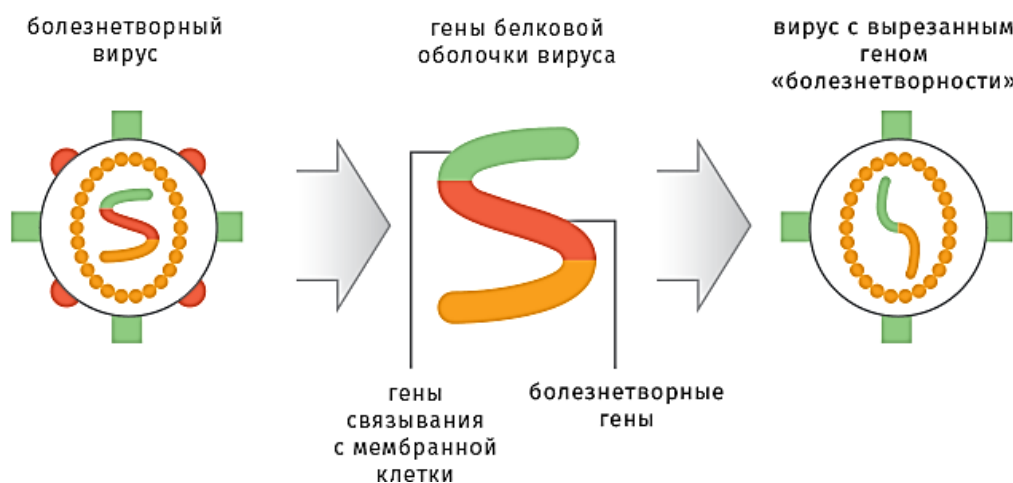 болезнетворный
вирус
гены белковой
оболочки вируса
вирус с вырезанным
геном
«болезнетворности»
гены
связывания
с мембранной
клетки
болезнетворные
гены